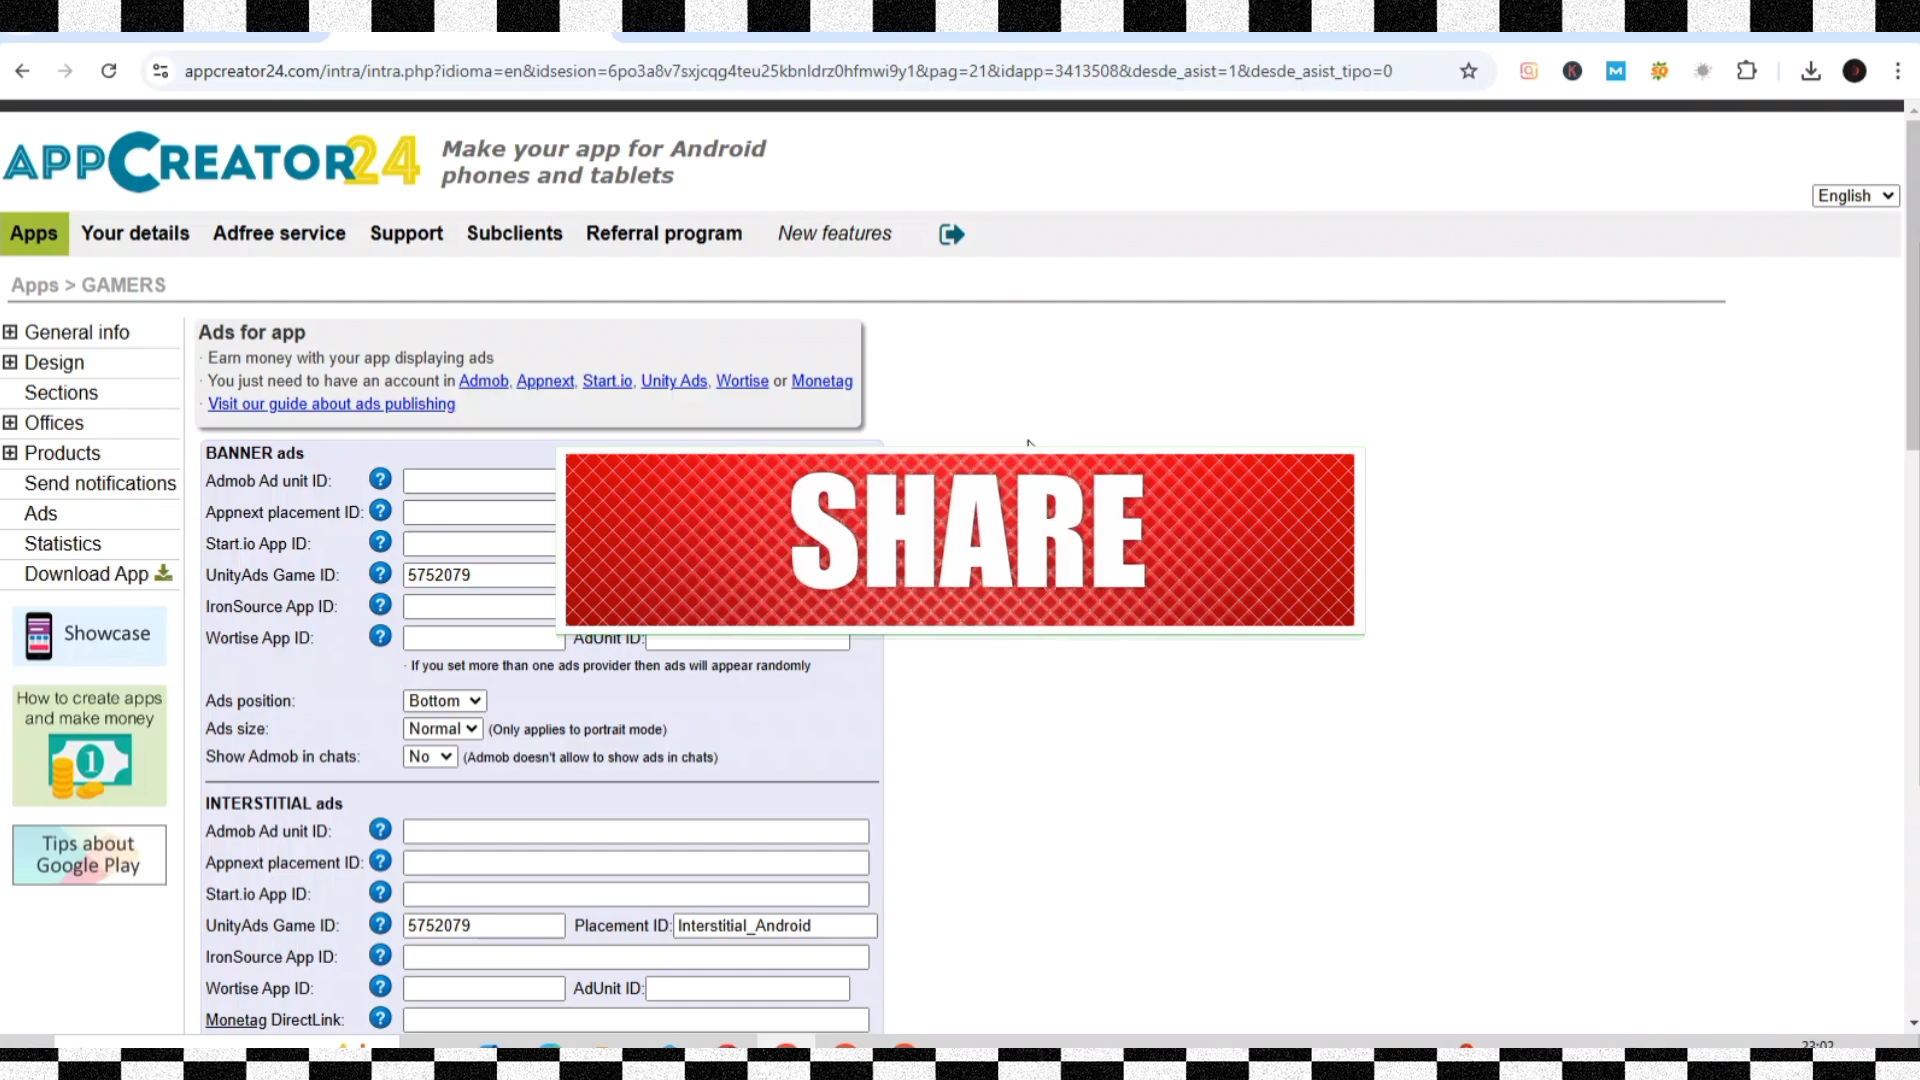 appcreator24.com/intra/intra.php?idioma=en&idsesion=6po3a8v7sxjcqg4teu25kbnldrz0hfmwi9y1&pag=21&idapp=3413508&desde_asist=1&desde_asist_tipo=0
APPCREATOR24
Make your app for Android
phones and tablets
English
Apps Your details Adfree service Support Subclients Referral program New features
Apps > GAMERS
General info
Design
Sections
Offices
Products
Send notifications
Ads
Statistics
Download App
Showcase
How to create apps
and make money
1
Tips about
Google Play
Ads for app
· Earn money with your app displaying ads
· You just need to have an account in Admob, Appnext, Start.io, Unity Ads, Wortise or Monetag
· Visit our guide about ads publishing
BANNER ads
Admob Ad unit ID: ?
Appnext placement ID: ?
Start.io App ID: ?
UnityAds Game ID: ? 5752079
IronSource App ID: ?
Wortise App ID: ? AdUnit ID:
SHARE
· If you set more than one ads provider then ads will appear randomly
Ads position: Bottom
Ads size: Normal (Only applies to portrait mode)
Show Admob in chats: No (Admob doesn't allow to show ads in chats)
INTERSTITIAL ads
Admob Ad unit ID: ?
Appnext placement ID: ?
Start.io App ID: ?
UnityAds Game ID: ? 5752079 Placement ID: Interstitial_Android
IronSource App ID: ?
Wortise App ID: ? AdUnit ID:
Monetag DirectLink: ?
23:02